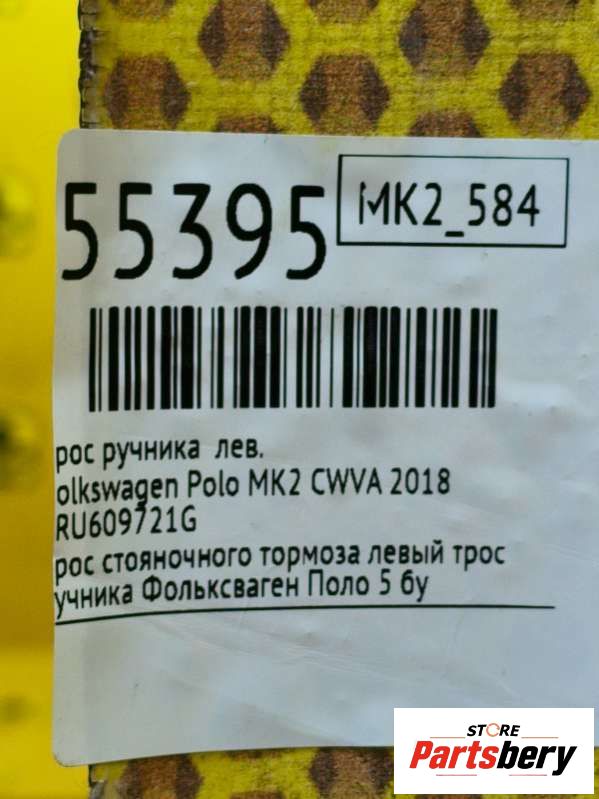 55395
MK2_584
рос ручника лев.
olkswagen Polo MK2 CWVA 2018
RU609721G
рос стояночного тормоза левый трос
учника Фольксваген Поло 5 бу
STORE
Partsbery